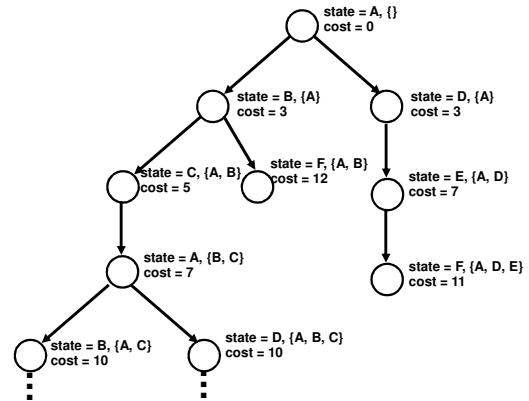 state = A, {}
cost = 0
state = B, {A}
cost = 3
state = D, {A}
cost = 3
state = C, {A, B}
cost = 5
state = F, {A, B}
cost = 12
state = E, {A, D}
cost = 7
state = A, {B, C}
cost = 7
state = F, {A, D, E}
cost = 11
state = B, {A, C}
cost = 10
state = D, {A, B, C}
cost = 10